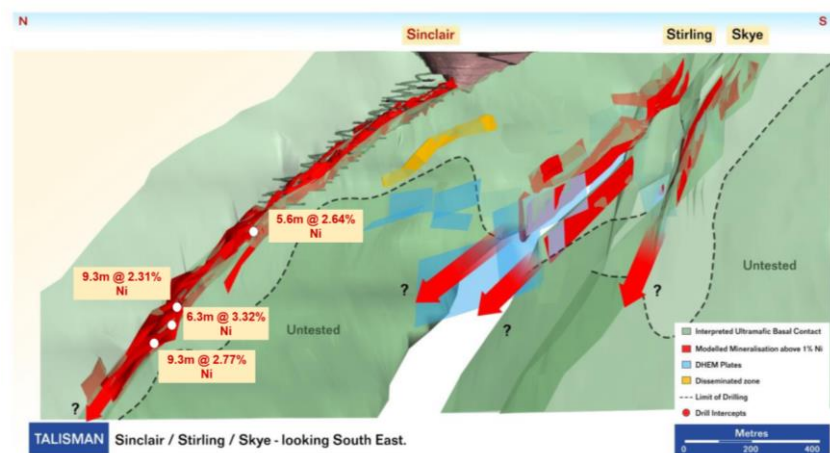 N
S
Sinclair
Stirling
Skye
5.6m @ 2.64%
Ni
9.3m @ 2.31%
Ni
6.3m @ 3.32%
Ni
9.3m @ 2.77%
Ni
?
?
?
?
Untested
Untested
Interpreted Ultramafic Basal Contact
Modelled Mineralisation above 1% Ni
DHEM Plates
Disseminated zone
Limit of Drilling
Drill Intercepts
Metres
0 200 400
TALISMAN
Sinclair / Stirling / Skye - looking South East.